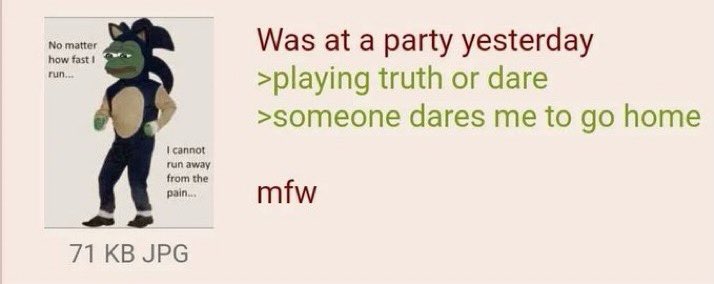 No matter
how fast I
run...
I cannot
run away
from the
pain...
71 KB JPG
Was at a party yesterday
>playing truth or dare
>someone dares me to go home
mfw